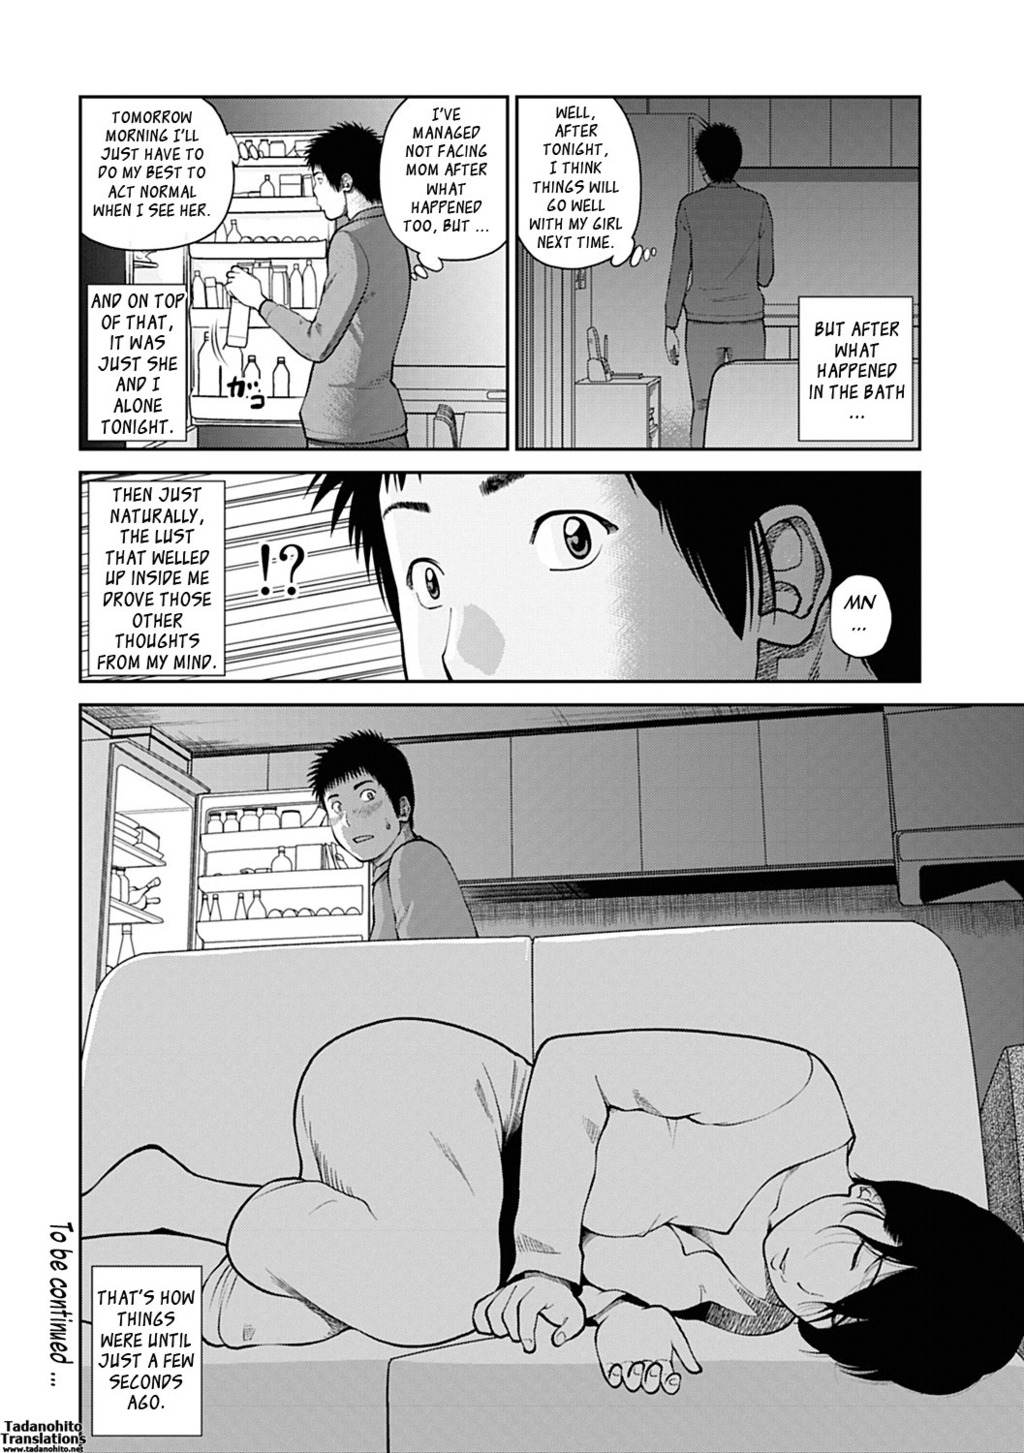 WELL,
AFTER
TONIGHT,
I THINK
THINGS WILL
GO WELL
WITH MY GIRL
NEXT TIME.
BUT AFTER
WHAT
HAPPENED
IN THE BATH
...
I'VE
MANAGED
NOT FACING
MOM AFTER
WHAT
HAPPENED
TOO, BUT ...
TOMORROW
MORNING I'LL
JUST HAVE TO
DO MY BEST TO
ACT NORMAL
WHEN I SEE HER.
AND ON TOP
OF THAT,
IT WAS
JUST SHE
AND I
ALONE
TONIGHT.
ガコ
MN
...
!?
THEN JUST
NATURALLY,
THE LUST
THAT WELLED
UP INSIDE ME
DROVE THOSE
OTHER
THOUGHTS
FROM MY MIND.
THAT'S HOW
THINGS
WERE UNTIL
JUST A FEW
SECONDS
AGO.
To be continued ...
Tadanohito
Translations
www.tadanohito.net